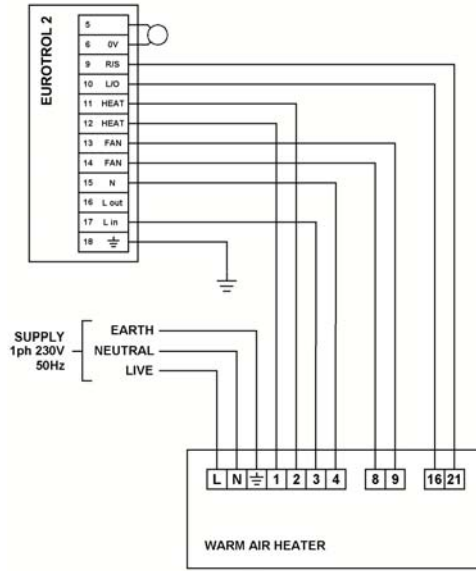 EUROTROL 2
5
6 0V
9 R/S
10 L/O
11 HEAT
12 HEAT
13 FAN
14 FAN
15 N
16 L out
17 L in
18
SUPPLY
1ph 230V
50Hz
EARTH
NEUTRAL
LIVE
L N 1 2 3 4 8 9 16 21
WARM AIR HEATER